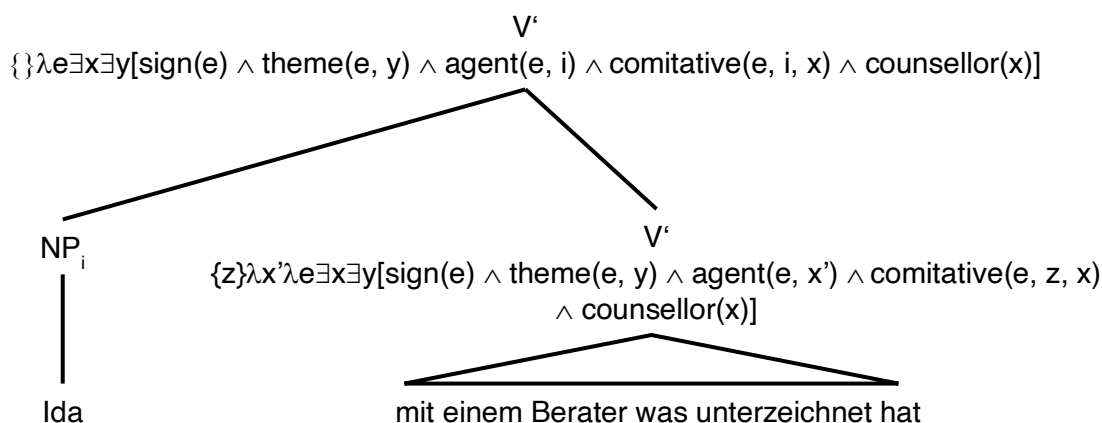 V‘
{}λe∃x∃y[sign(e) ∧ theme(e, y) ∧ agent(e, i) ∧ comitative(e, i, x) ∧ counsellor(x)]
NPi
V‘
{z}λx’λe∃x∃y[sign(e) ∧ theme(e, y) ∧ agent(e, x’) ∧ comitative(e, z, x)
∧ counsellor(x)]
Ida
mit einem Berater was unterzeichnet hat